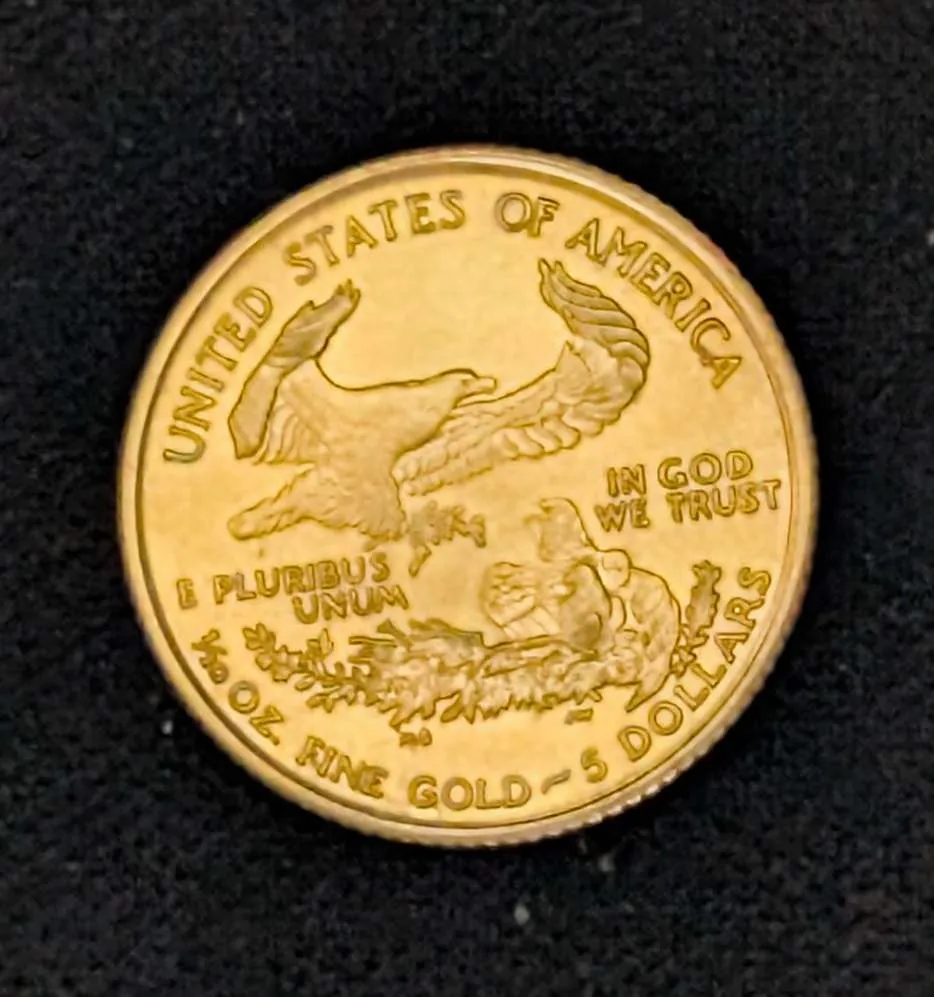 UNITED STATES OF AMERICA
IN GOD
WE TRUST
E PLURIBUS
UNUM
1/10 OZ. FINE GOLD ~ 5 DOLLARS